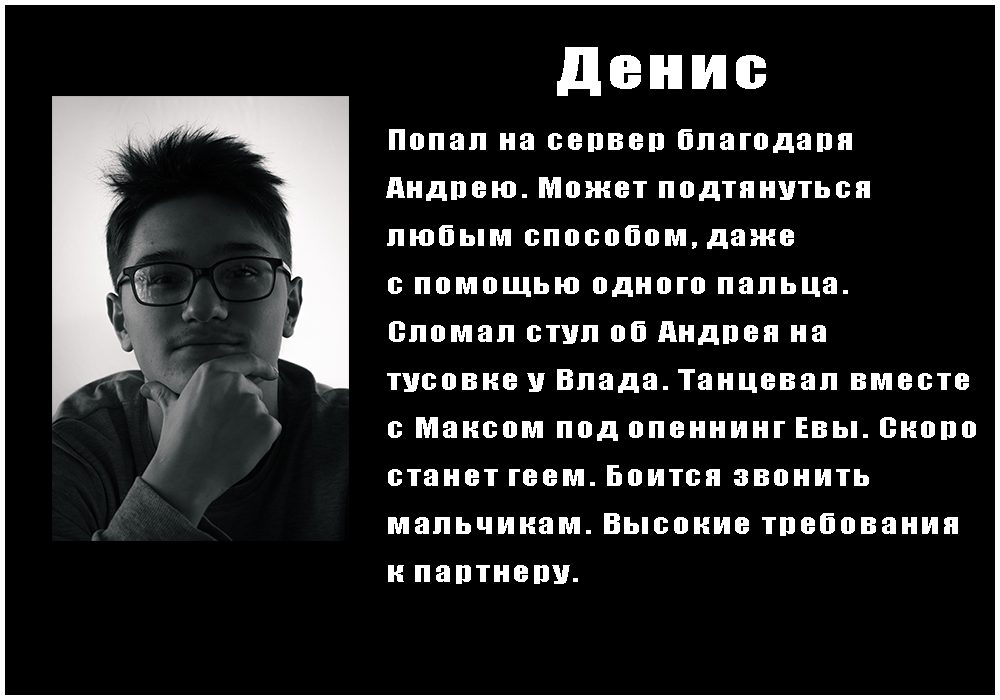 Денис
Попал на сервер благодаря
Андрею. Может подтянуться
любым способом, даже
с помощью одного пальца.
Сломал стул об Андрея на
тусовке у Влада. Танцевал вместе
с Максом под опеннинг Евы. Скоро
станет геем. Боится звонить
мальчикам. Высокие требования
к партнеру.